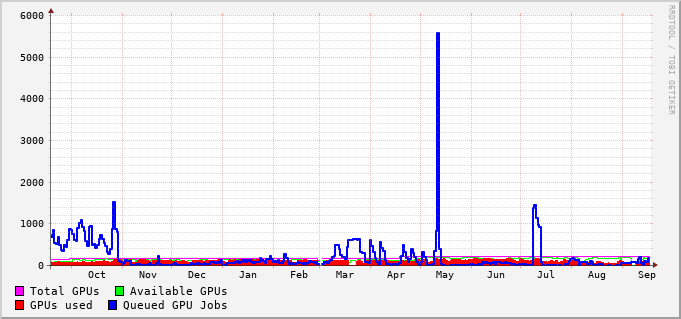 6000
5000
4000
3000
2000
1000
0
Oct Nov Dec Jan Feb Mar Apr May Jun Jul Aug Sep
Total GPUs Available GPUs
GPUs used Queued GPU Jobs
RRDTOOL / TOBI OETIKER